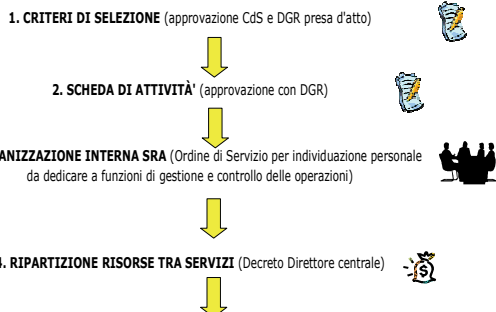 1. CRITERI DI SELEZIONE (approvazione CdS e DGR presa d'atto)
2. SCHEDA DI ATTIVITÀ' (approvazione con DGR)
ANIZZAZIONE INTERNA SRA (Ordine di Servizio per individuazione personale
da dedicare a funzioni di gestione e controllo delle operazioni)
4. RIPARTIZIONE RISORSE TRA SERVIZI (Decreto Direttore centrale)